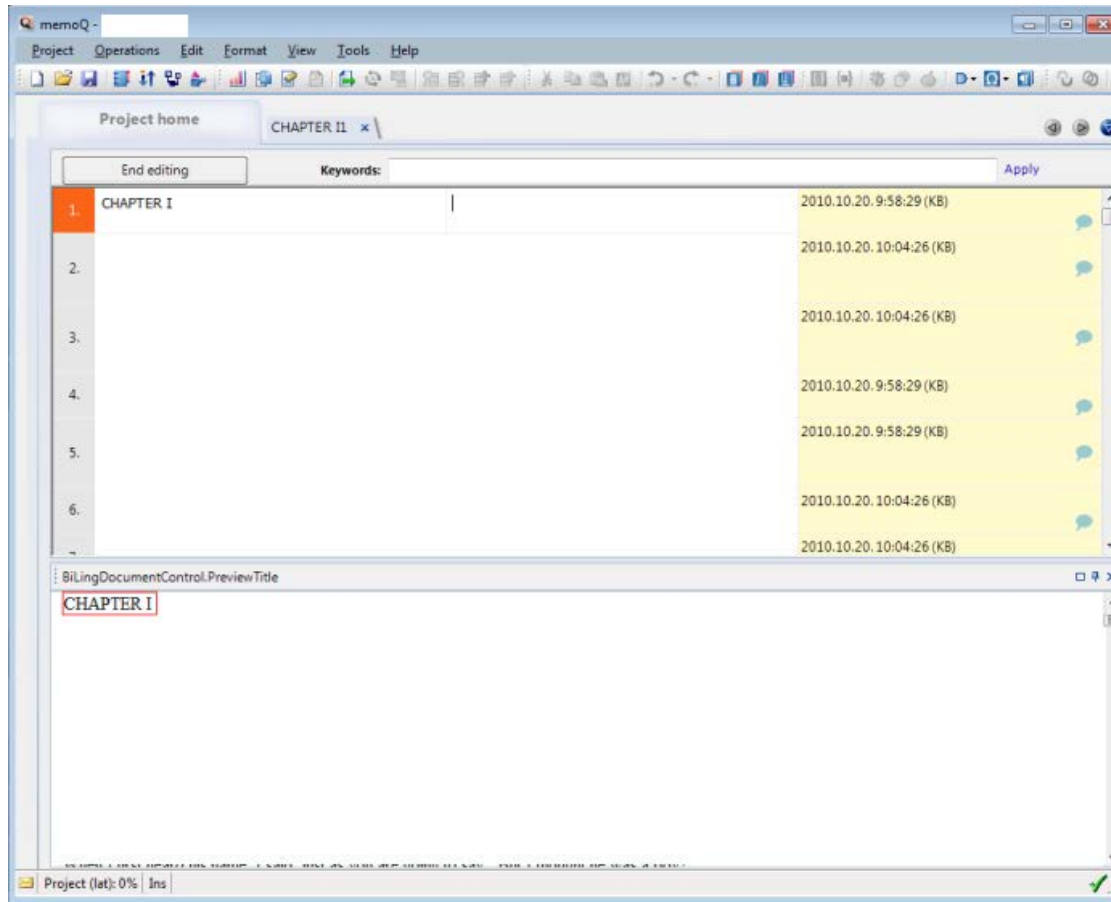 memoQ -
Project Operations Edit Format View Tools Help
Project home CHAPTER I1
End editing Keywords: Apply
1. CHAPTER I 2010.10.20. 9:58:29 (KB)
2. 2010.10.20. 10:04:26 (KB)
3. 2010.10.20. 10:04:26 (KB)
4. 2010.10.20. 9:58:29 (KB)
5. 2010.10.20. 9:58:29 (KB)
6. 2010.10.20. 10:04:26 (KB)
2010.10.20. 10:04:26 (KB)
BiLingDocumentControl.PreviewTitle
CHAPTER I
Project (lat): 0% Ins